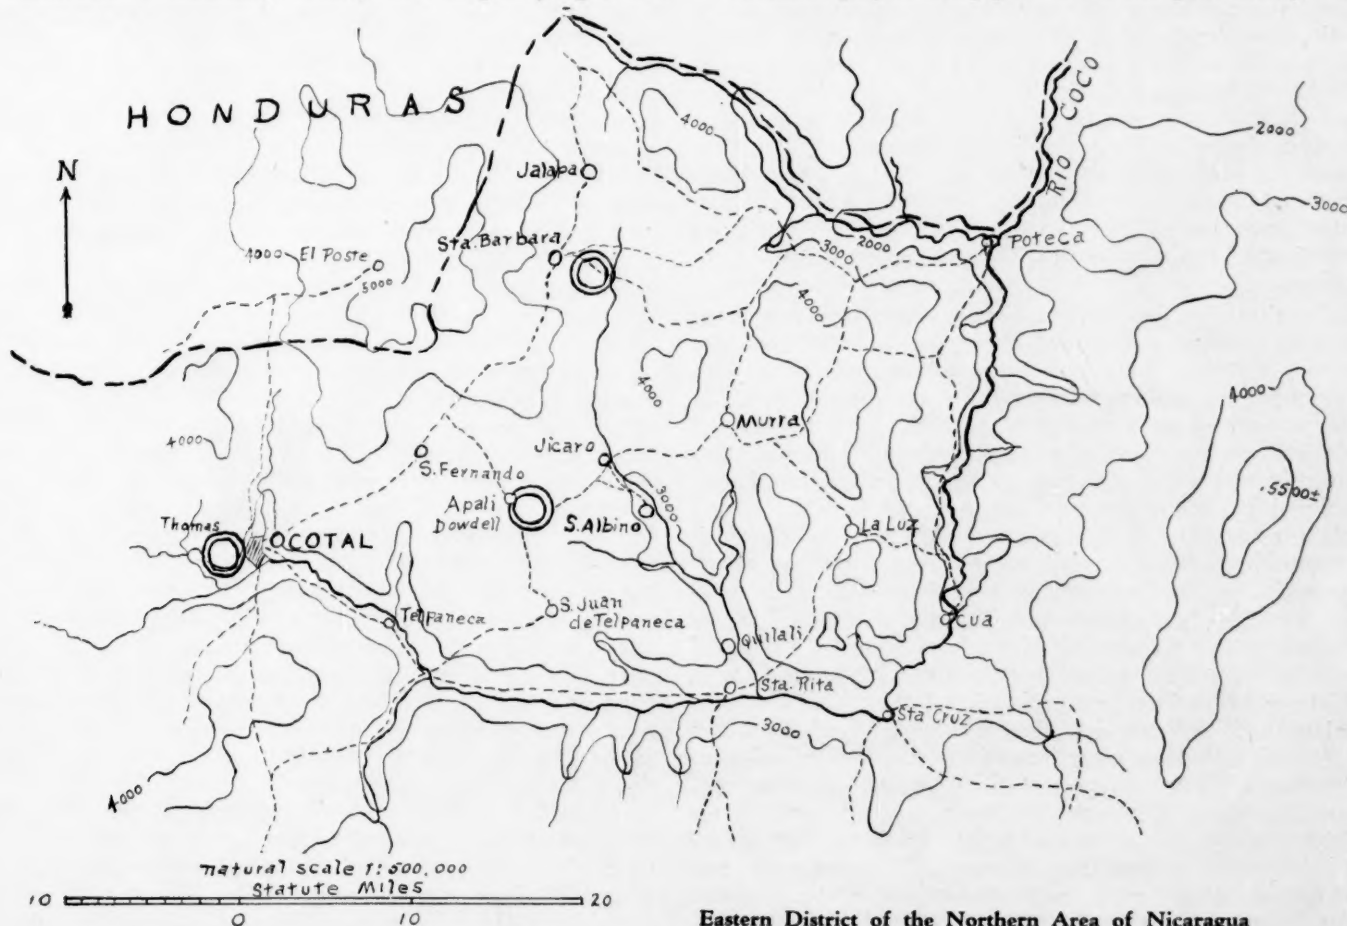 HONDURAS
RIO COCO
N
4000
2000
3000
Jalapa
Sta. Barbara
4000
El Poste
5000
3000
2000
Poteca
4000
4000
4000
4000
Murra
Jicaro
S. Fernando
Apali
Dowdell
S. Albino
3000
.5500±
Thomas
COTAL
La Luz
Telpaneca
S. Juan
de Telpaneca
Cua
Quilali
Sta. Rita
Sta Cruz
3000
4000
natural scale 1:500,000
Statute Miles
10
20
0
10
Eastern District of the Northern Area of Nicaragua